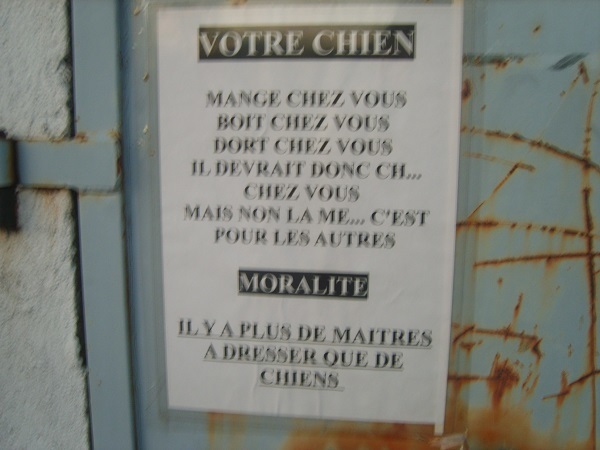 VOTRE CHIEN
MANGE CHEZ VOUS
BOIT CHEZ VOUS
DORT CHEZ VOUS
IL DEVRAIT DONC CH...
CHEZ VOUS
MAIS NON LA ME... C'EST
POUR LES AUTRES
MORALITE
IL Y A PLUS DE MAITRES
A DRESSER QUE DE
CHIENS